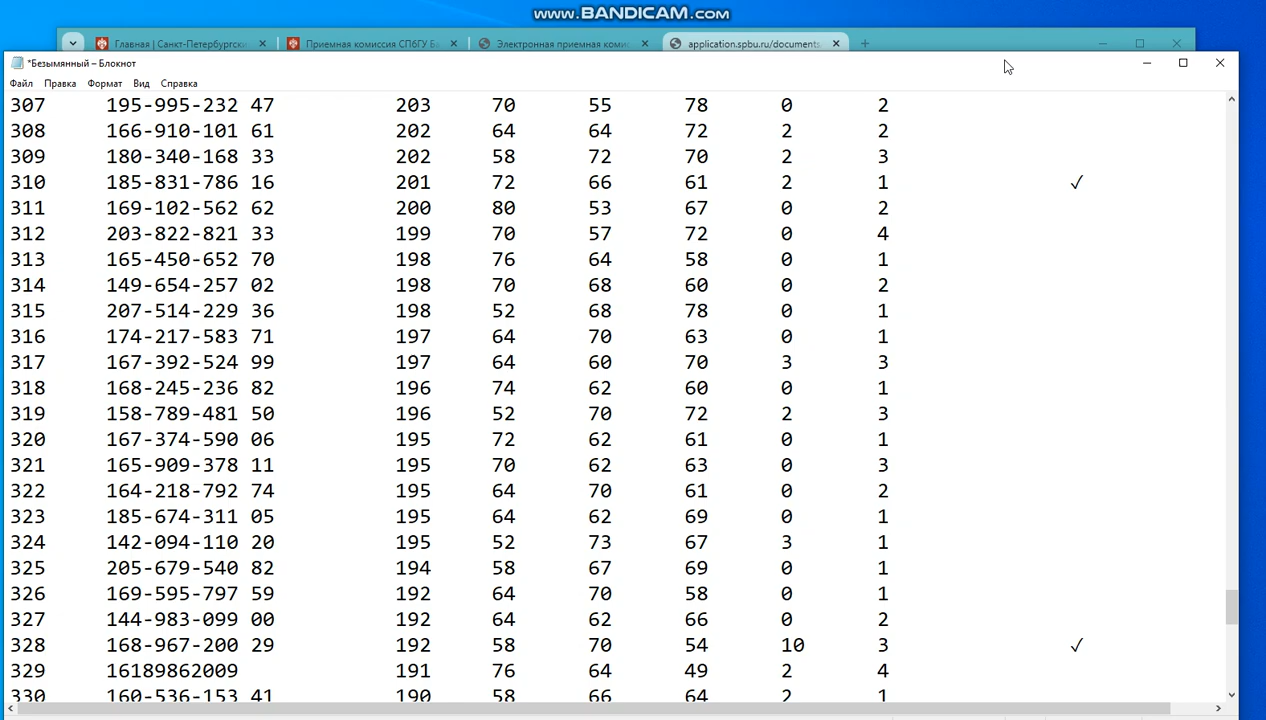 www.BANDICAM.com
Главная | Санкт-Петербургски
Приемная комиссия СПбГУ Ба
Электронная приемная комис
application.spbu.ru/documents
*Безымянный – Блокнот
Файл Правка Формат Вид Справка
307 195-995-232 47 203 70 55 78 0 2
308 166-910-101 61 202 64 64 72 2 2
309 180-340-168 33 202 58 72 70 2 3
310 185-831-786 16 201 72 66 61 2 1 ✓
311 169-102-562 62 200 80 53 67 0 2
312 203-822-821 33 199 70 57 72 0 4
313 165-450-652 70 198 76 64 58 0 1
314 149-654-257 02 198 70 68 60 0 2
315 207-514-229 36 198 52 68 78 0 1
316 174-217-583 71 197 64 70 63 0 1
317 167-392-524 99 197 64 60 70 3 3
318 168-245-236 82 196 74 62 60 0 1
319 158-789-481 50 196 52 70 72 2 3
320 167-374-590 06 195 72 62 61 0 1
321 165-909-378 11 195 70 62 63 0 3
322 164-218-792 74 195 64 70 61 0 2
323 185-674-311 05 195 64 62 69 0 1
324 142-094-110 20 195 52 73 67 3 1
325 205-679-540 82 194 58 67 69 0 1
326 169-595-797 59 192 64 70 58 0 1
327 144-983-099 00 192 64 62 66 0 2
328 168-967-200 29 192 58 70 54 10 3 ✓
329 16189862009 191 76 64 49 2 4
330 160-536-153 41 190 58 66 64 2 1